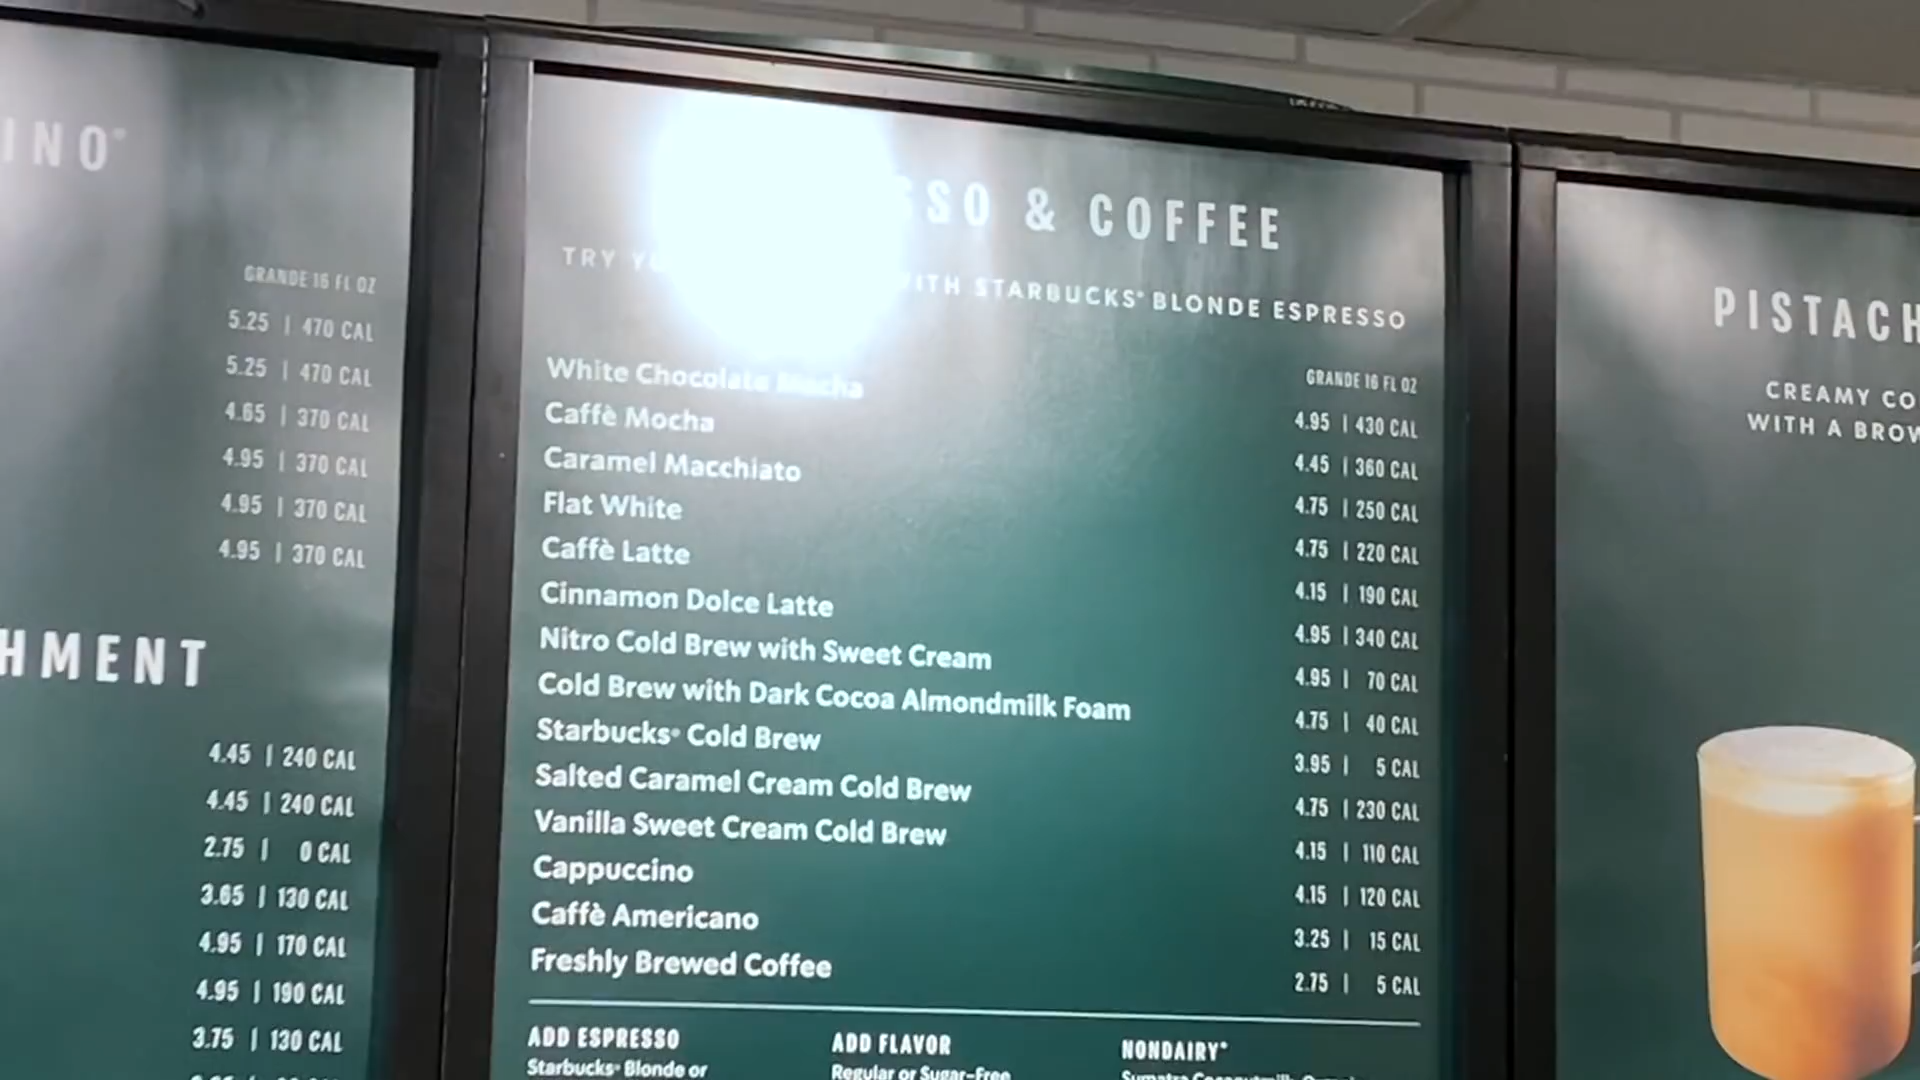 INO®
GRANDE 16 FL OZ
5.25 | 470 CAL
5.25 | 470 CAL
4.65 | 370 CAL
4.95 | 370 CAL
4.95 | 370 CAL
4.95 | 370 CAL
HMENT
4.45 | 240 CAL
4.45 | 240 CAL
2.75 | 0 CAL
3.65 | 130 CAL
4.95 | 170 CAL
4.95 | 190 CAL
3.75 | 130 CAL
SSO & COFFEE
TRY WITH STARBUCKS® BLONDE ESPRESSO
GRANDE 16 FL OZ
White Chocolate Mocha 4.95 | 430 CAL
Caffè Mocha 4.45 | 360 CAL
Caramel Macchiato 4.75 | 250 CAL
Flat White 4.75 | 220 CAL
Caffè Latte 4.15 | 190 CAL
Cinnamon Dolce Latte 4.95 | 340 CAL
Nitro Cold Brew with Sweet Cream 4.95 | 70 CAL
Cold Brew with Dark Cocoa Almondmilk Foam 4.75 | 40 CAL
Starbucks® Cold Brew 3.95 | 5 CAL
Salted Caramel Cream Cold Brew 4.75 | 230 CAL
Vanilla Sweet Cream Cold Brew 4.15 | 110 CAL
Cappuccino 4.15 | 120 CAL
Caffè Americano 3.25 | 15 CAL
Freshly Brewed Coffee 2.75 | 5 CAL
ADD ESPRESSO
Starbucks® Blonde or
ADD FLAVOR
Regular or Sugar-Free
NONDAIRY*
Sumatra Coconutmilk
PISTACH
CREAMY CO
WITH A BROW